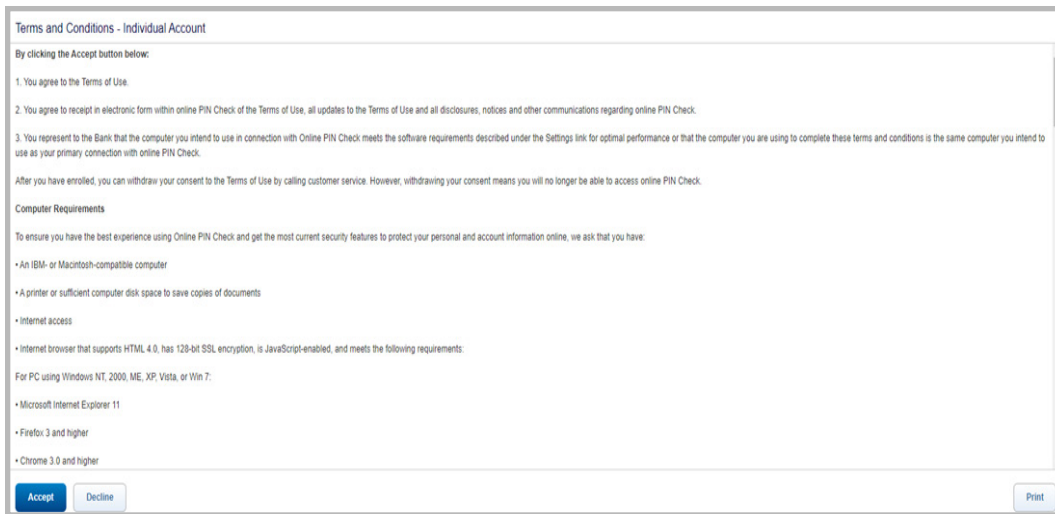 Terms and Conditions - Individual Account
By clicking the Accept button below:
1. You agree to the Terms of Use.
2. You agree to receipt in electronic form within online PIN Check of the Terms of Use, all updates to the Terms of Use and all disclosures, notices and other communications regarding online PIN Check.
3. You represent to the Bank that the computer you intend to use in connection with Online PIN Check meets the software requirements described under the Settings link for optimal performance or that the computer you are using to complete these terms and conditions is the same computer you intend to
use as your primary connection with online PIN Check.
After you have enrolled, you can withdraw your consent to the Terms of Use by calling customer service. However, withdrawing your consent means you will no longer be able to access online PIN Check.
Computer Requirements
To ensure you have the best experience using Online PIN Check and get the most current security features to protect your personal and account information online, we ask that you have:
• An IBM- or Macintosh-compatible computer
• A printer or sufficient computer disk space to save copies of documents
• Internet access
• Internet browser that supports HTML 4.0, has 128-bit SSL encryption, is JavaScript-enabled, and meets the following requirements:
For PC using Windows NT, 2000, ME, XP, Vista, or Win 7:
• Microsoft Internet Explorer 11
• Firefox 3 and higher
• Chrome 3.0 and higher
Accept Decline Print